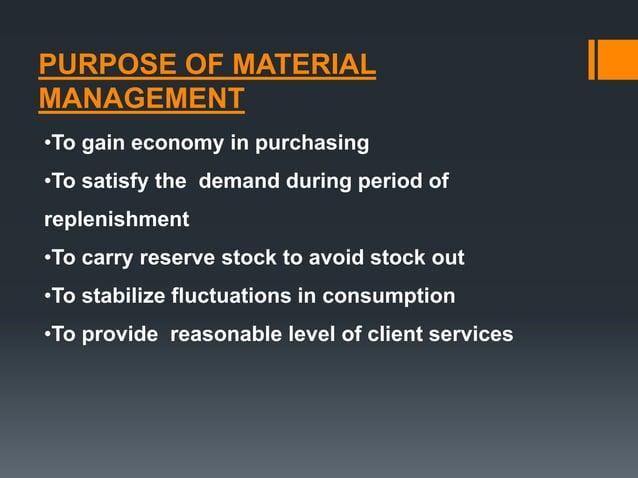 PURPOSE OF MATERIAL
MANAGEMENT
•To gain economy in purchasing
•To satisfy the  demand during period of
replenishment
•To carry reserve stock to avoid stock out
•To stabilize fluctuations in consumption
•To provide  reasonable level of client services